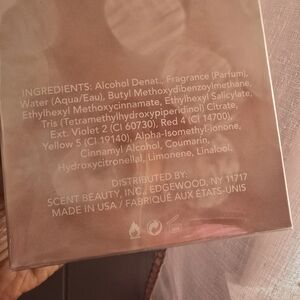 INGREDIENTS: Alcohol Denat., Fragrance (Parfum),
Water (Aqua/Eau), Butyl Methoxydibenzoylmethane,
Ethylhexyl Methoxycinnamate, Ethylhexyl Salicylate,
Tris (Tetramethylhydroxypiperidinol) Citrate,
Ext. Violet 2 (CI 60730), Red 4 (CI 14700),
Yellow 5 (CI 19140), Alpha-Isomethyl-Ionone,
Cinnamyl Alcohol, Coumarin,
Hydroxycitronellal, Limonene, Linalool.
DISTRIBUTED BY:
SCENT BEAUTY, INC. EDGEWOOD, NY 11717
MADE IN USA / FABRIQUÉ AUX ÉTATS-UNIS